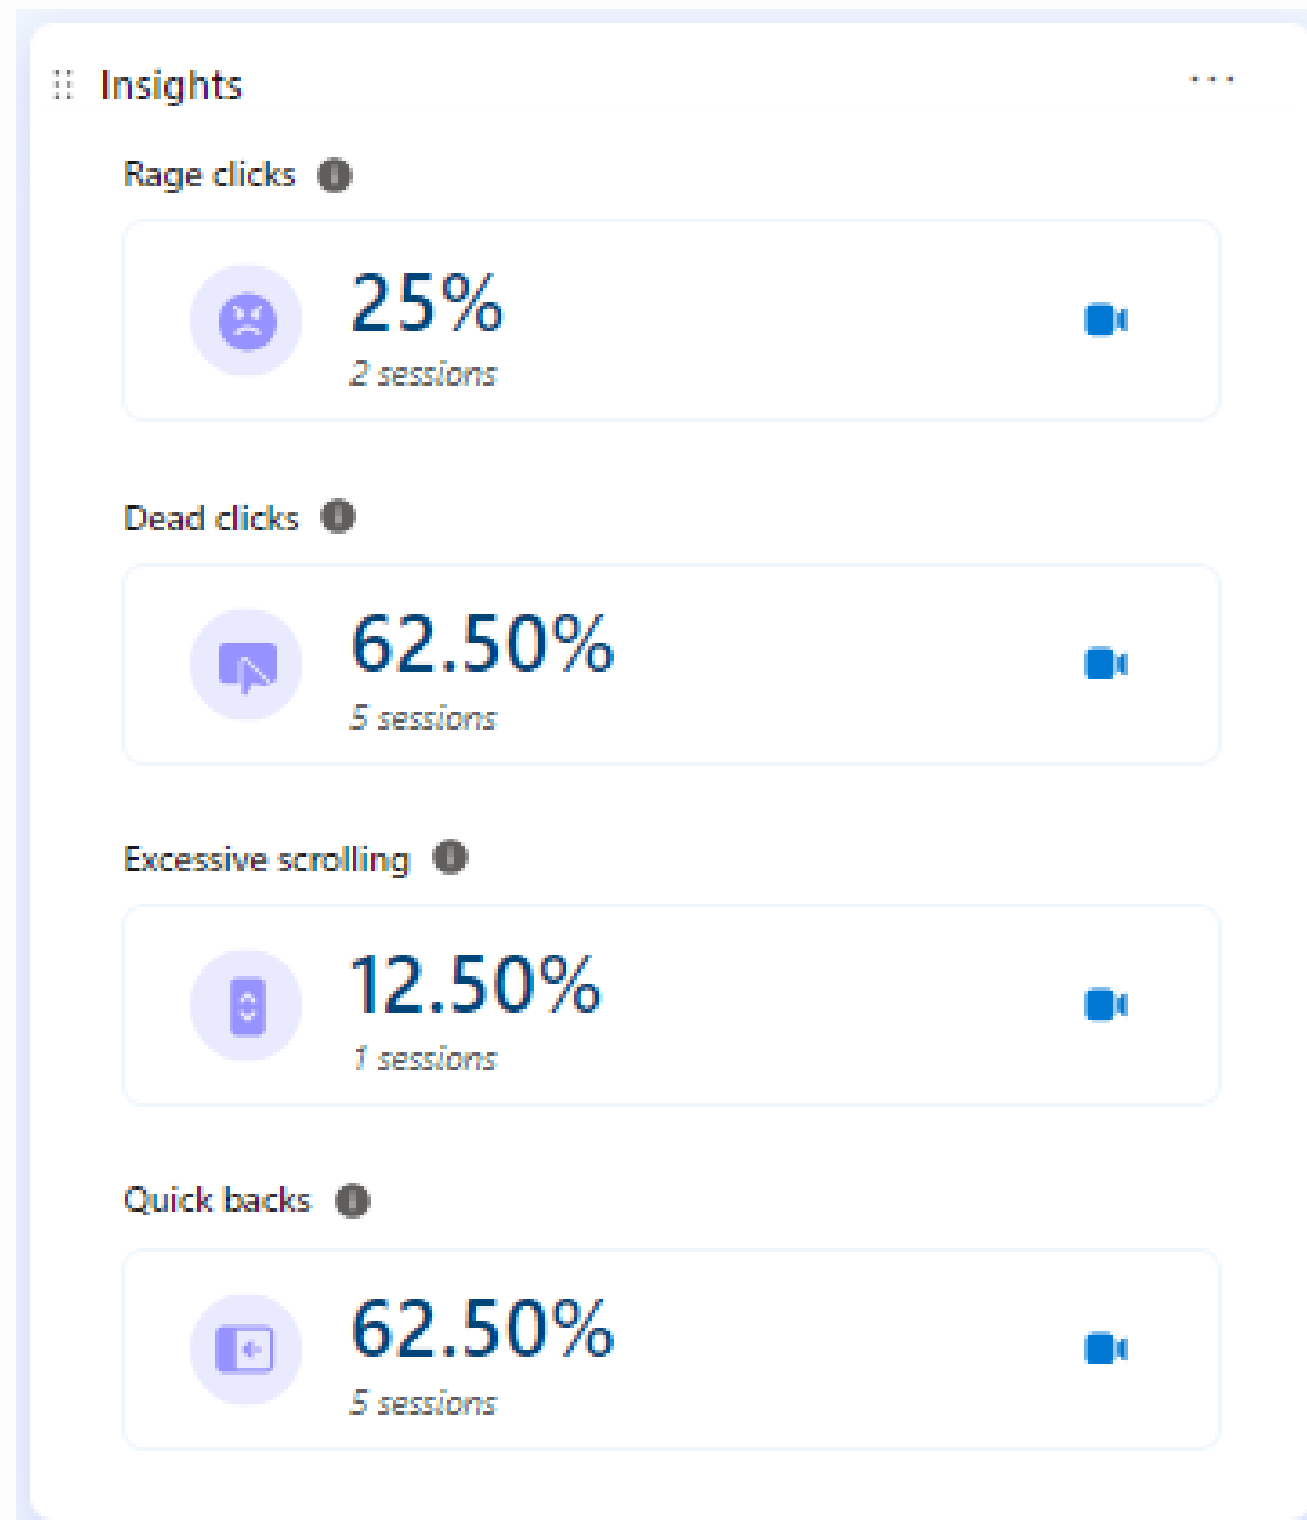 Insights
Rage clicks
25%
2 sessions
Dead clicks
62.50%
5 sessions
Excessive scrolling
12.50%
1 sessions
Quick backs
62.50%
5 sessions